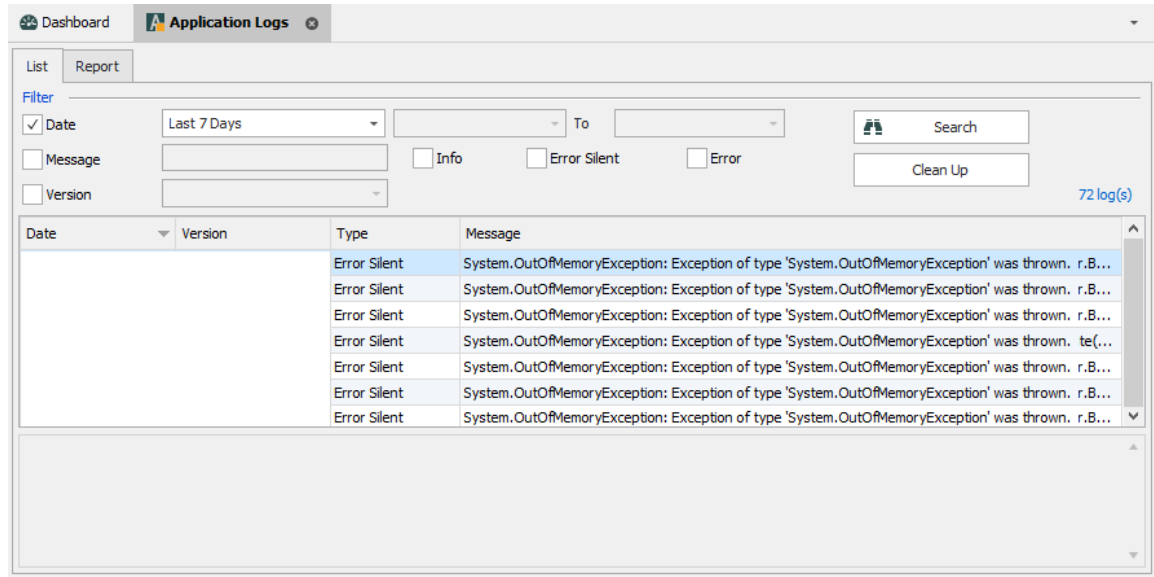 Dashboard Application Logs
List Report
Filter
Date Last 7 Days To Search
Message Info Error Silent Error Clean Up
Version 72 log(s)
Date Version Type Message
Error Silent System.OutOfMemoryException: Exception of type 'System.OutOfMemoryException' was thrown. r.B...
Error Silent System.OutOfMemoryException: Exception of type 'System.OutOfMemoryException' was thrown. r.B...
Error Silent System.OutOfMemoryException: Exception of type 'System.OutOfMemoryException' was thrown. r.B...
Error Silent System.OutOfMemoryException: Exception of type 'System.OutOfMemoryException' was thrown. te(...
Error Silent System.OutOfMemoryException: Exception of type 'System.OutOfMemoryException' was thrown. r.B...
Error Silent System.OutOfMemoryException: Exception of type 'System.OutOfMemoryException' was thrown. r.B...
Error Silent System.OutOfMemoryException: Exception of type 'System.OutOfMemoryException' was thrown. r.B...